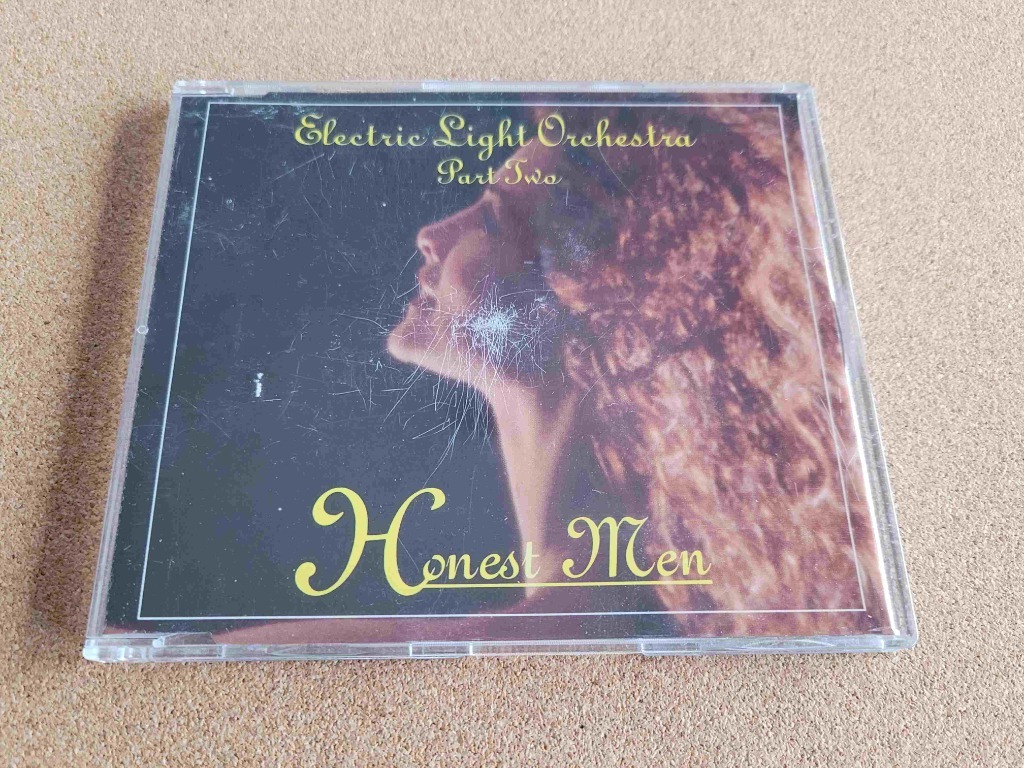 Electric Light Orchestra
Part Two
Honest Men